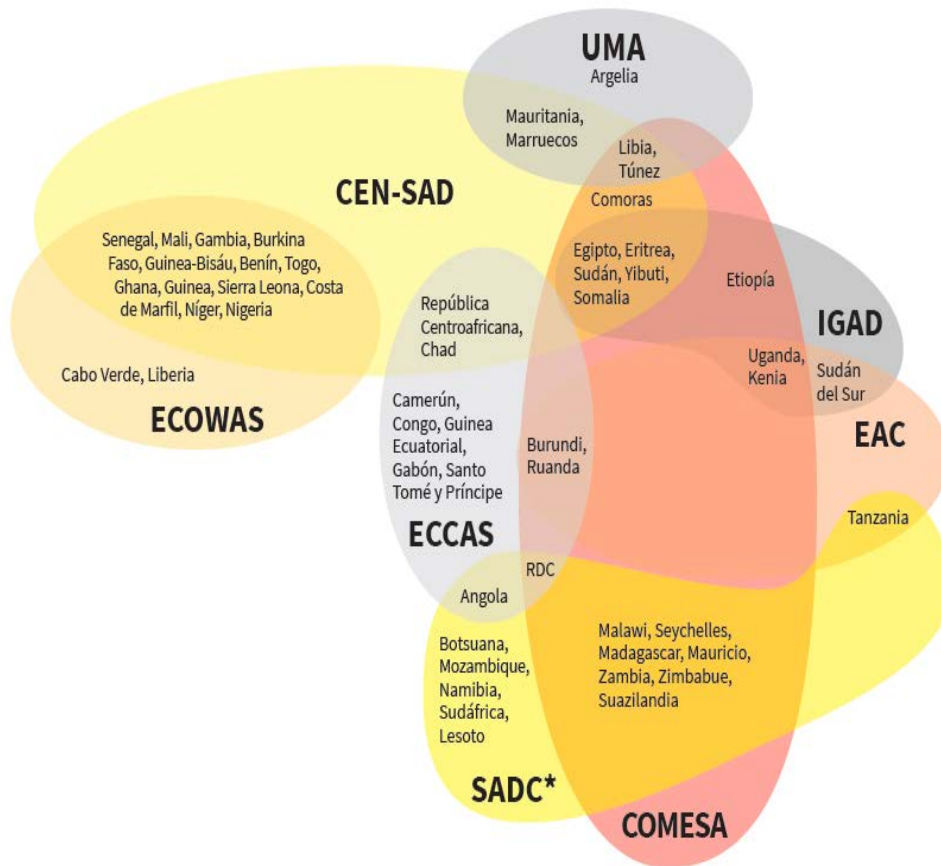 UMA
Argelia
Mauritania,
Marruecos
Libia,
Túnez
CEN-SAD
Comoras
Senegal, Mali, Gambia, Burkina
Faso, Guinea-Bisáu, Benín, Togo,
Ghana, Guinea, Sierra Leona, Costa
de Marfil, Níger, Nigeria
Egipto, Eritrea,
Sudán, Yibuti,
Somalia
Etiopía
IGAD
República
Centroafricana,
Chad
Uganda,
Kenia
Sudán
del Sur
Cabo Verde, Liberia
ECOWAS
EAC
Camerún,
Congo, Guinea
Ecuatorial,
Gabón, Santo
Tomé y Príncipe
Burundi,
Ruanda
ECCAS
Tanzania
RDC
Angola
Botsuana,
Mozambique,
Namibia,
Sudáfrica,
Lesoto
Malawi, Seychelles,
Madagascar, Mauricio,
Zambia, Zimbabue,
Suazilandia
SADC*
COMESA